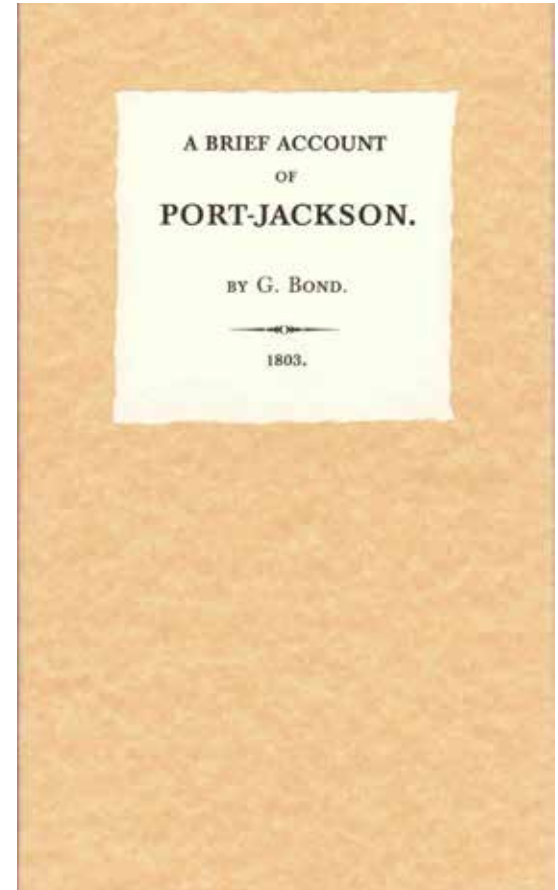 A BRIEF ACCOUNT
OF
PORT-JACKSON.
BY G. BOND.
1803.